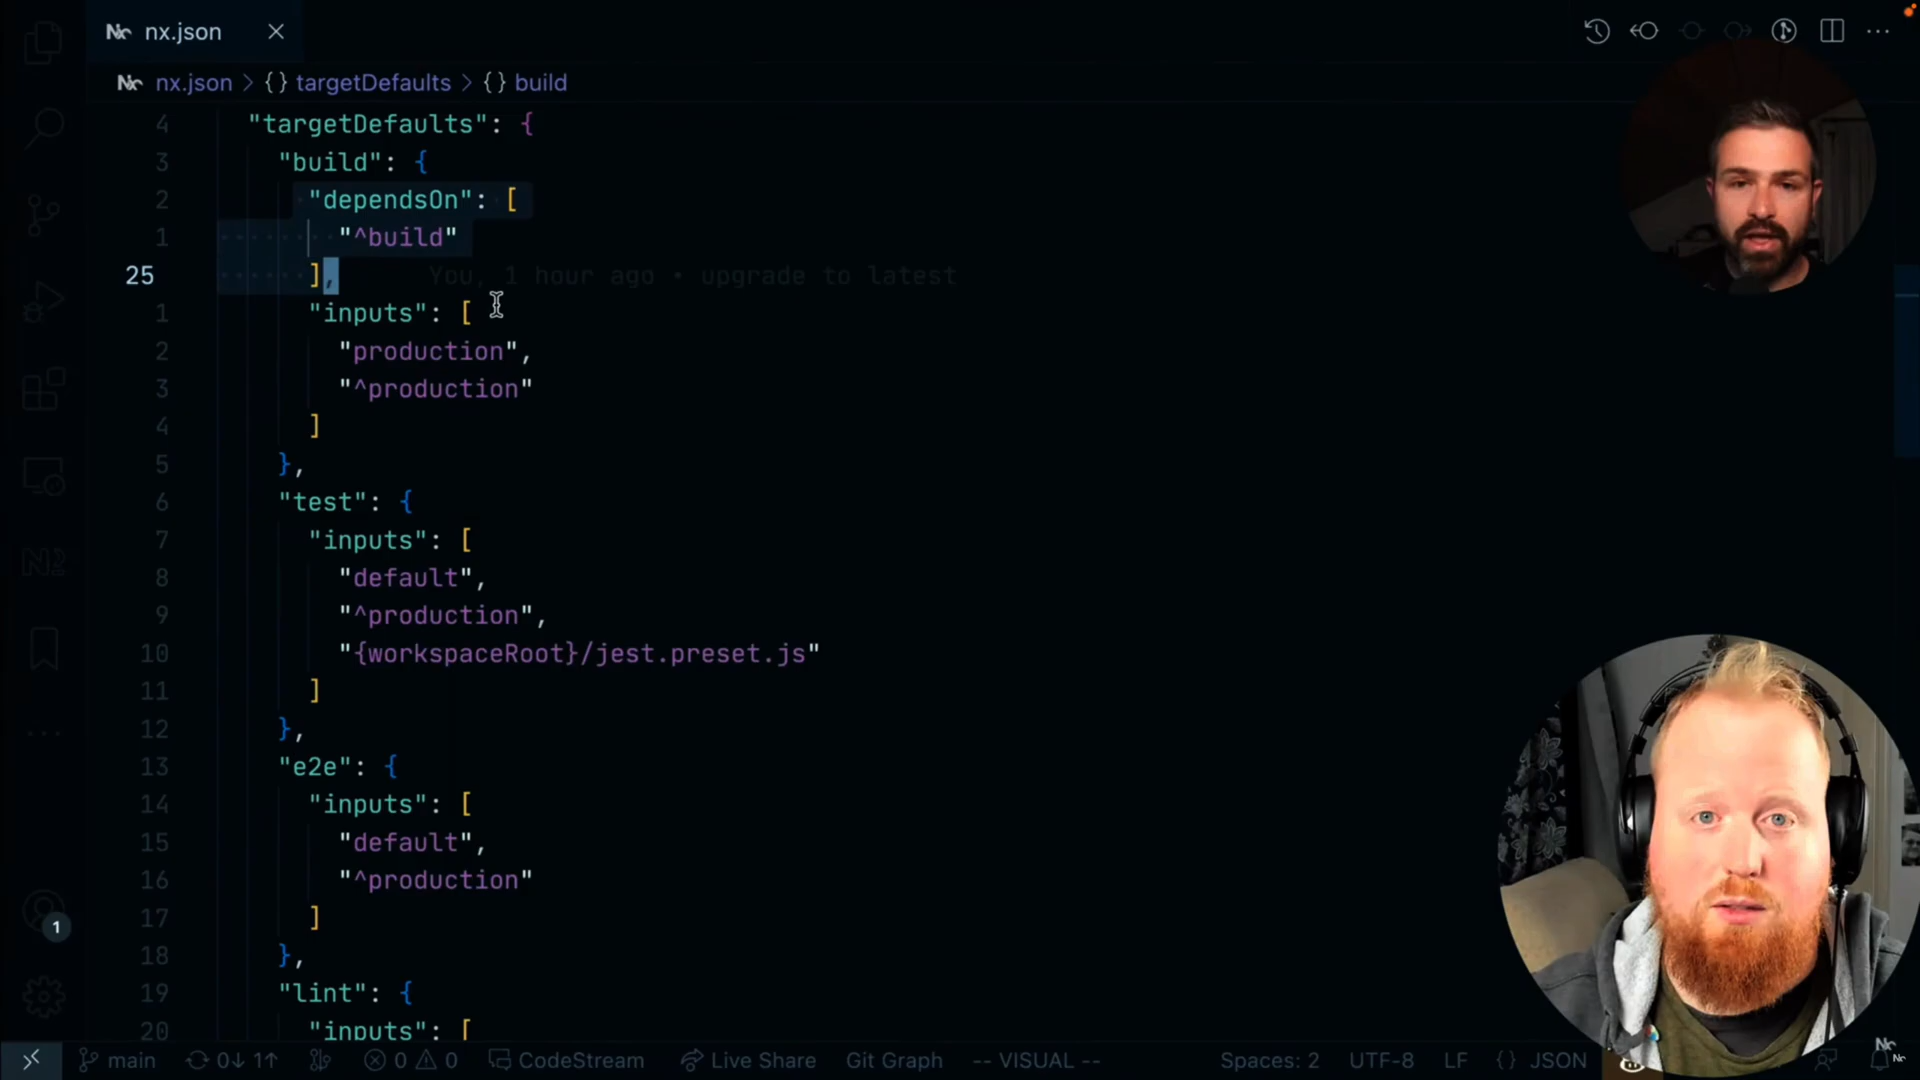 nx.json
nx.json > {} targetDefaults > {} build
4 "targetDefaults": {
3 "build": {
2 "dependsOn": [
1 "^build"
25 ], You, 1 hour ago • upgrade to latest
1 "inputs": [
2 "production",
3 "^production"
4 ]
5 },
6 "test": {
7 "inputs": [
8 "default",
9 "^production",
10 "{workspaceRoot}/jest.preset.js"
11 ]
12 },
13 "e2e": {
14 "inputs": [
15 "default",
16 "^production"
17 ]
18 },
19 "lint": {
20 "inputs": [
1
main 0↓ 1↑ 0 0 CodeStream Live Share Git Graph -- VISUAL -- Spaces: 2 UTF-8 LF {} JSON